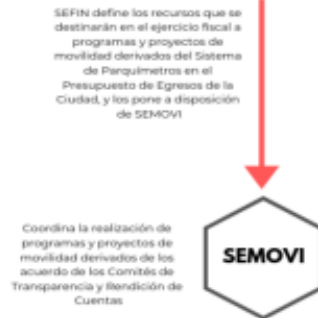 SEFIN define los recursos que se
destinarán en el ejercicio fiscal a
programas y proyectos de
movilidad derivados del Sistema
de Parquímetros en el
Presupuesto de Egresos de la
Ciudad, y los pone a disposición
de SEMOVI
Coordina la realización de
programas y proyectos de
movilidad derivados de los
acuerdo de los Comités de
Transparencia y Rendición de
Cuentas
SEMOVI